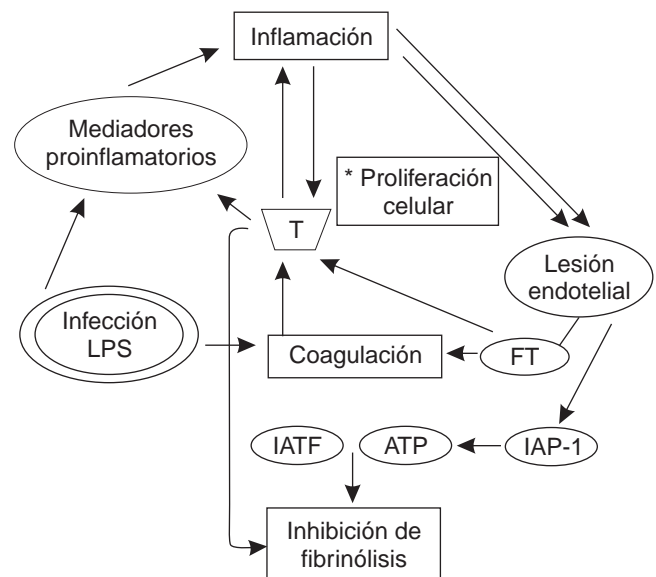 Inflamación
Mediadores
proinflamatorios
* Proliferación
celular
T
Lesión
endotelial
Infección
LPS
Coagulación
FT
IATF
ATP
IAP-1
Inhibición de
fibrinólisis